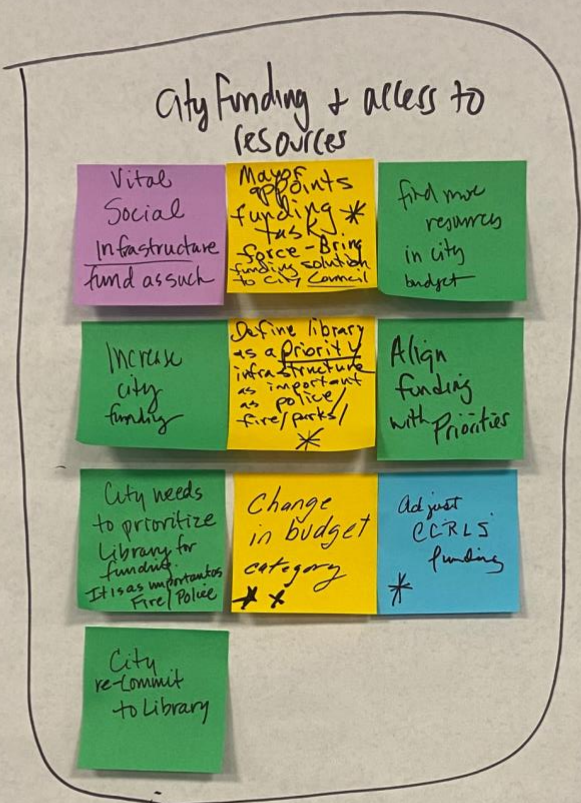 City Funding + access to
resources
Vital
Social
Infrastructure
fund as such
Mayor
appoints
funding *
task
force - Bring
funding solution
to City Council
find more
resources
in city
budget
Increase
city
funding
Define library
as a Priority
infrastructure
as important
as police/
fire/parks/
*
Align
funding
with Priorities
City needs
to prioritize
Library for
funding.
It is as important as
Fire/Police
Change
in budget
category
* *
Adjust
CCRLS
funding
*
City
re-commit
to Library